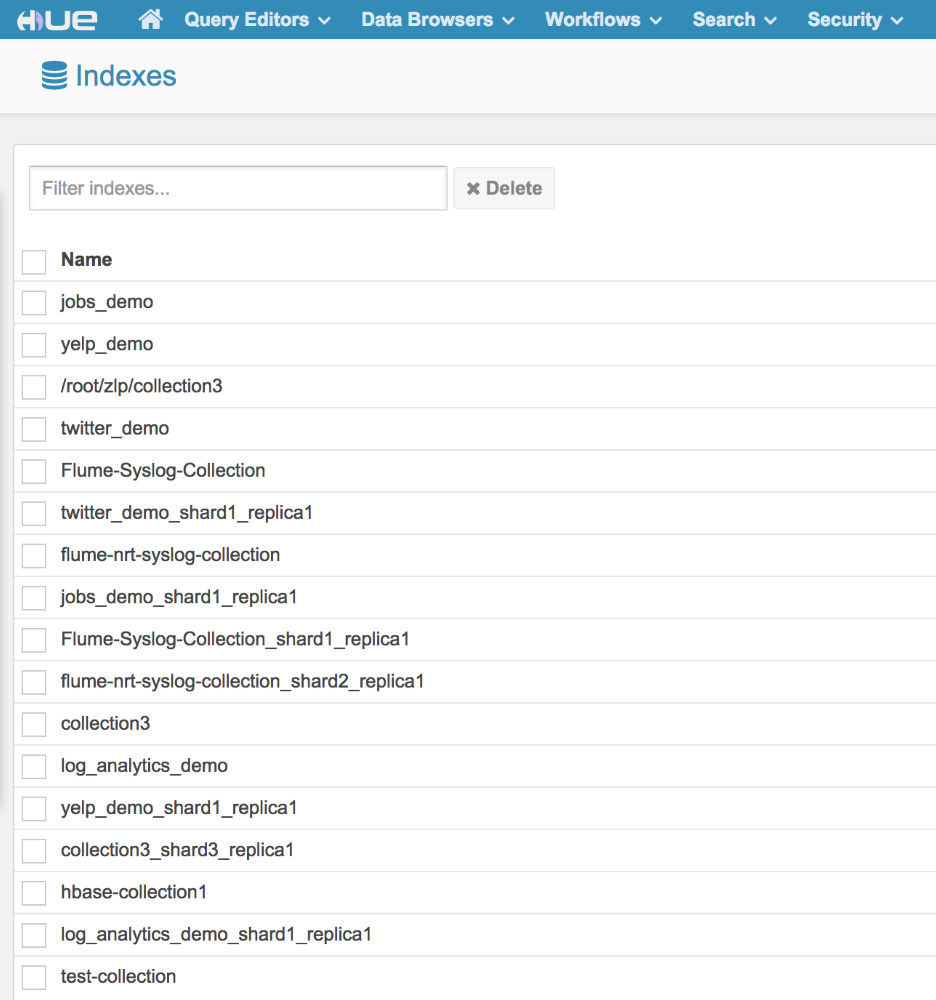 HUE Query Editors Data Browsers Workflows Search Security
Indexes
Filter indexes... Delete
Name
jobs_demo
yelp_demo
/root/zlp/collection3
twitter_demo
Flume-Syslog-Collection
twitter_demo_shard1_replica1
flume-nrt-syslog-collection
jobs_demo_shard1_replica1
Flume-Syslog-Collection_shard1_replica1
flume-nrt-syslog-collection_shard2_replica1
collection3
log_analytics_demo
yelp_demo_shard1_replica1
collection3_shard3_replica1
hbase-collection1
log_analytics_demo_shard1_replica1
test-collection